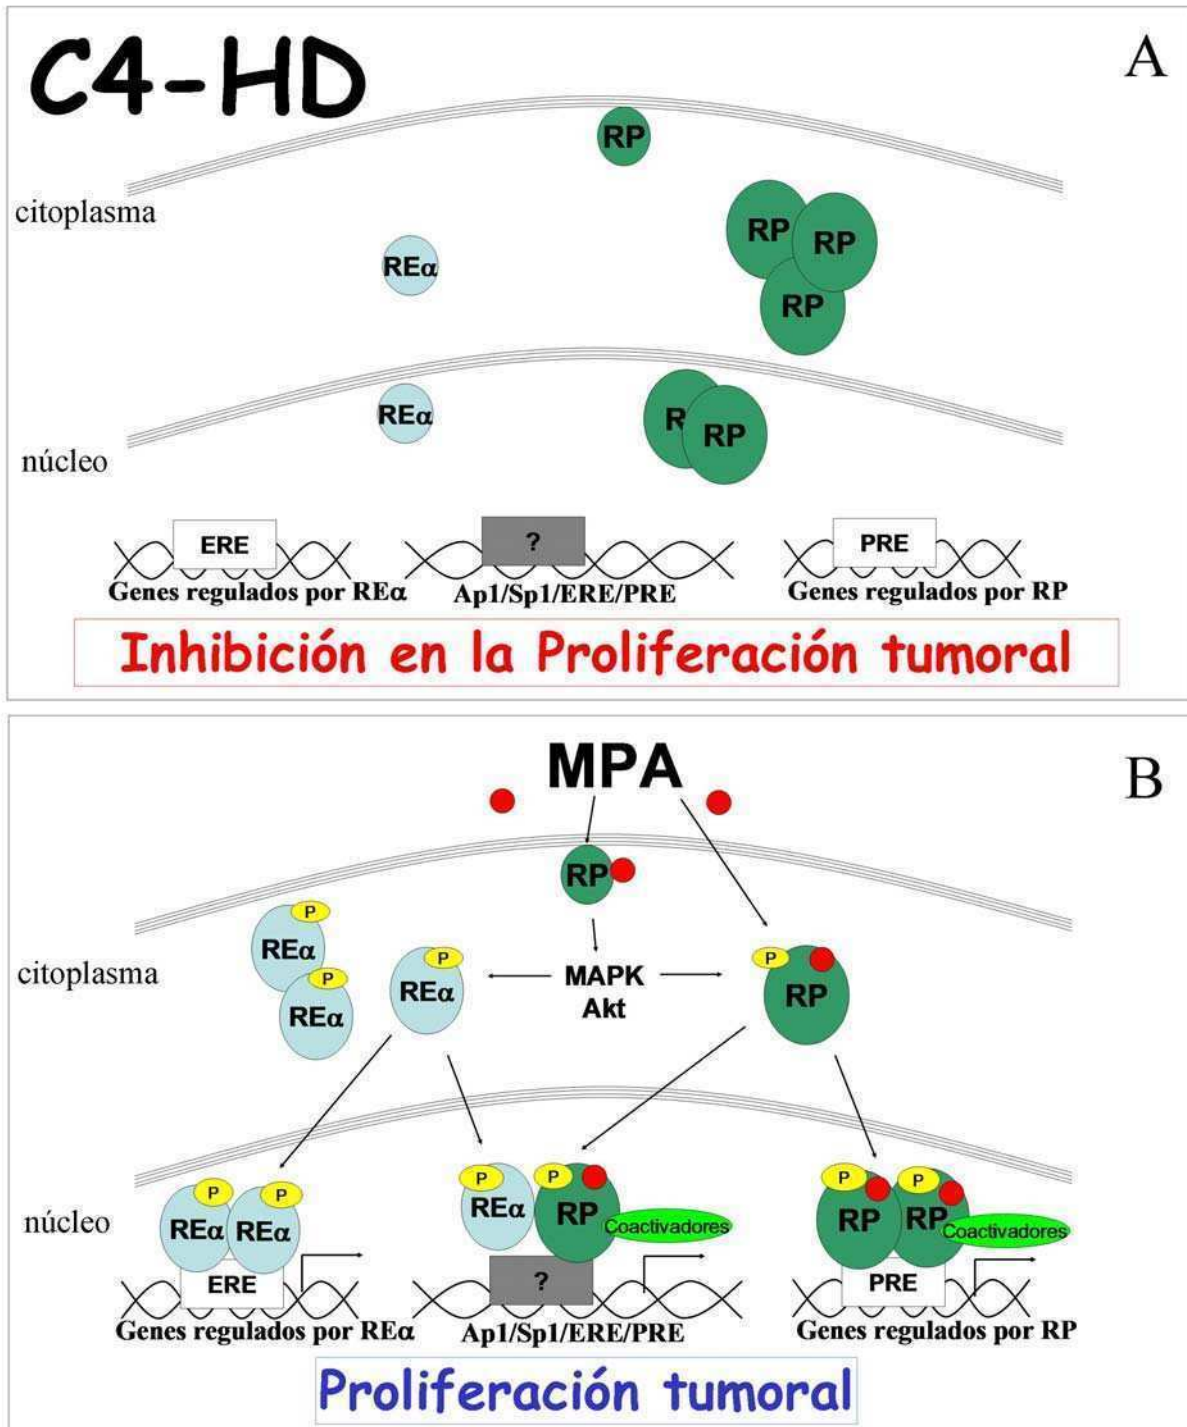 C4-HD
A
RP
citoplasma
RP
RP
REα
RP
REα
R
RP
núcleo
ERE
?
PRE
Genes regulados por REα
Ap1/Sp1/ERE/PRE
Genes regulados por RP
Inhibición en la Proliferación tumoral
MPA
B
RP
P
REα
P
REα
P
REα
citoplasma
MAPK
Akt
P
RP
núcleo
P
P
REα
REα
P
P
REα
RP
Coactivadores
P
P
RP
RP
Coactivadores
ERE
?
PRE
Genes regulados por REα
Ap1/Sp1/ERE/PRE
Genes regulados por RP
Proliferación tumoral